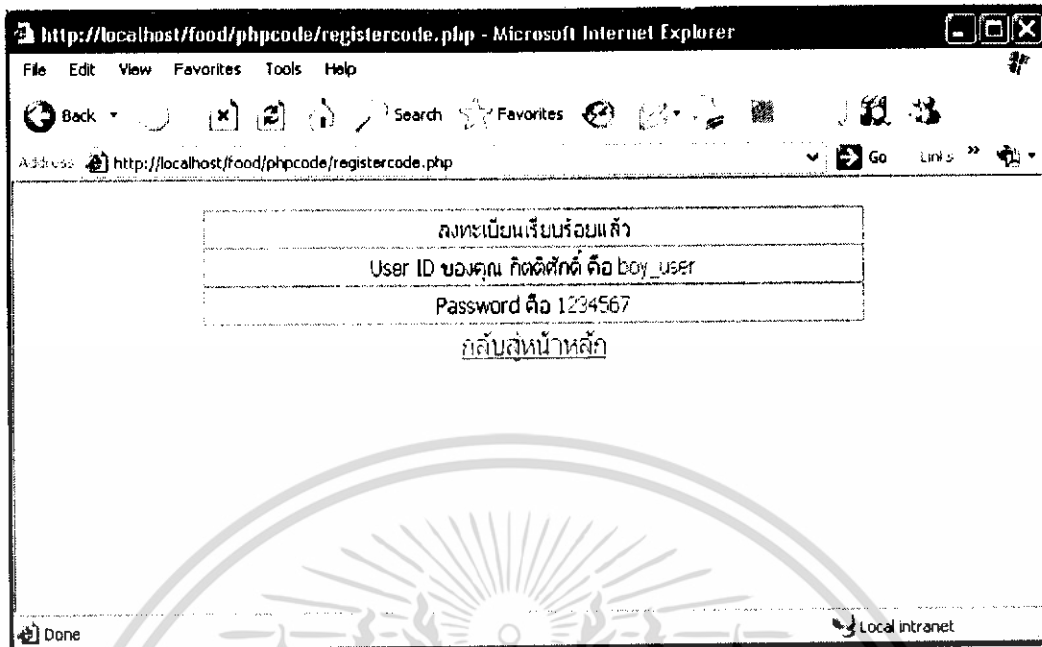 http://localhost/food/phpcode/registercode.php - Microsoft Internet Explorer
File Edit View Favorites Tools Help
Back Search Favorites
Address http://localhost/food/phpcode/registercode.php Go Links »
ลงทะเบียนเรียบร้อยแล้ว
User ID ของคุณ กิตติศักดิ์ คือ boy_user
Password คือ 1234567
กลับสู่หน้าหลัก
Done Local intranet